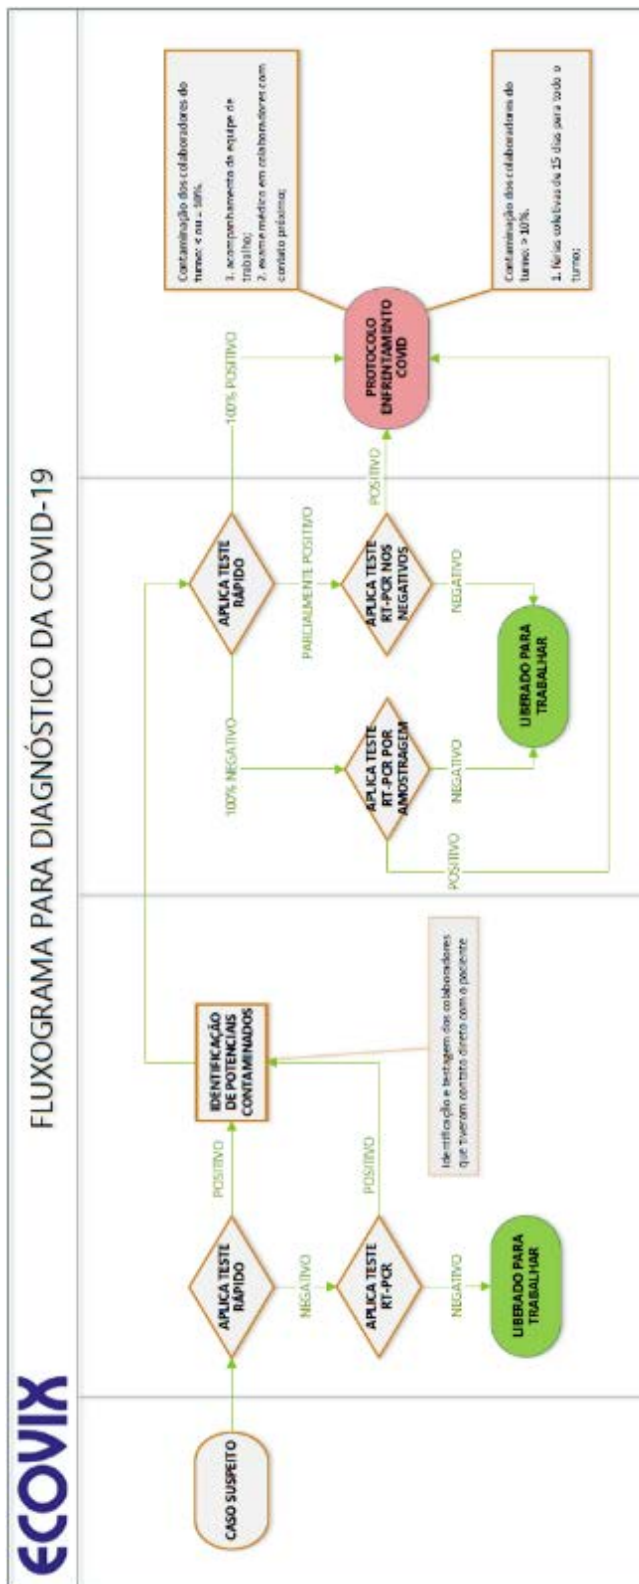 ECOVIX
FLUXOGRAMA PARA DIAGNÓSTICO DA COVID-19
CASO SUSPEITO
APLICA TESTE
RÁPIDO
POSITIVO
NEGATIVO
APLICA TESTE
RT-PCR
POSITIVO
NEGATIVO
LIBERADO PARA
TRABALHAR
IDENTIFICAÇÃO
DE POTENCIAIS
CONTAMINADOS
Identificação e testagem dos colaboradores
que tiveram contato direto com o paciente
APLICA TESTE
RÁPIDO
100% NEGATIVO
PARCIALMENTE POSITIVO
100% POSITIVO
APLICA TESTE
RT-PCR POR
AMOSTRAGEM
NEGATIVO
POSITIVO
APLICA TESTE
RT-PCR NOS
NEGATIVOS
POSITIVO
NEGATIVO
LIBERADO PARA
TRABALHAR
PROTOCOLO
ENFRENTAMENTO
COVID
Contaminação dos colaboradores do
turno: < ou = 10%.
1. acompanhamento da equipe de
trabalho;
2. exame médico em colaboradores com
contato próximo;
Contaminação dos colaboradores do
turno: > 10%.
1. férias coletivas de 15 dias para todo o
turno;